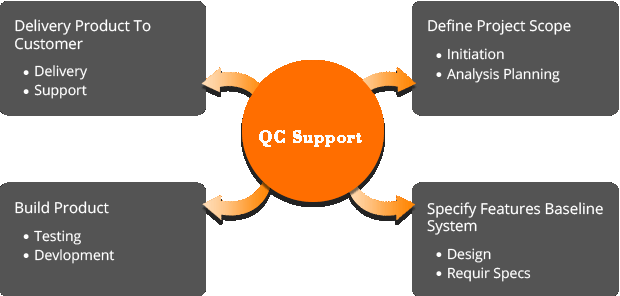 Delivery Product To
Customer
• Delivery
• Support
Define Project Scope
• Initiation
• Analysis Planning
QC Support
Build Product
• Testing
• Devlopment
Specify Features Baseline
System
• Design
• Requir Specs